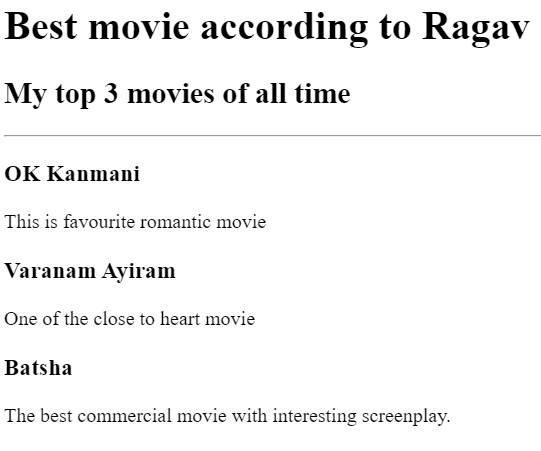 Best movie according to Ragav
My top 3 movies of all time
OK Kanmani
This is favourite romantic movie
Varanam Ayiram
One of the close to heart movie
Batsha
The best commercial movie with interesting screenplay.